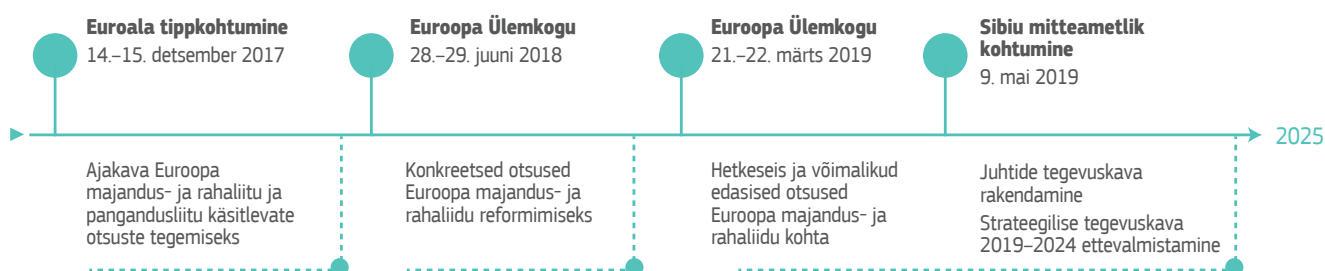 Euroala tippkohtumine
14.–15. detsember 2017
Euroopa Ülemkogu
28.–29. juuni 2018
Euroopa Ülemkogu
21.–22. märts 2019
Sibiu mitteametlik
kohtumine
9. mai 2019
2025
Ajakava Euroopa
majandus- ja rahaliitu ja
pangandusliitu käsitlevate
otsuste tegemiseks
Konkreetsed otsused
Euroopa majandus- ja
rahaliidu reformimiseks
Hetkeseis ja võimalikud
edasised otsused
Euroopa majandus- ja
rahaliidu kohta
Juhtide tegevuskava
rakendamine
Strateegilise tegevuskava
2019–2024 ettevalmistamine